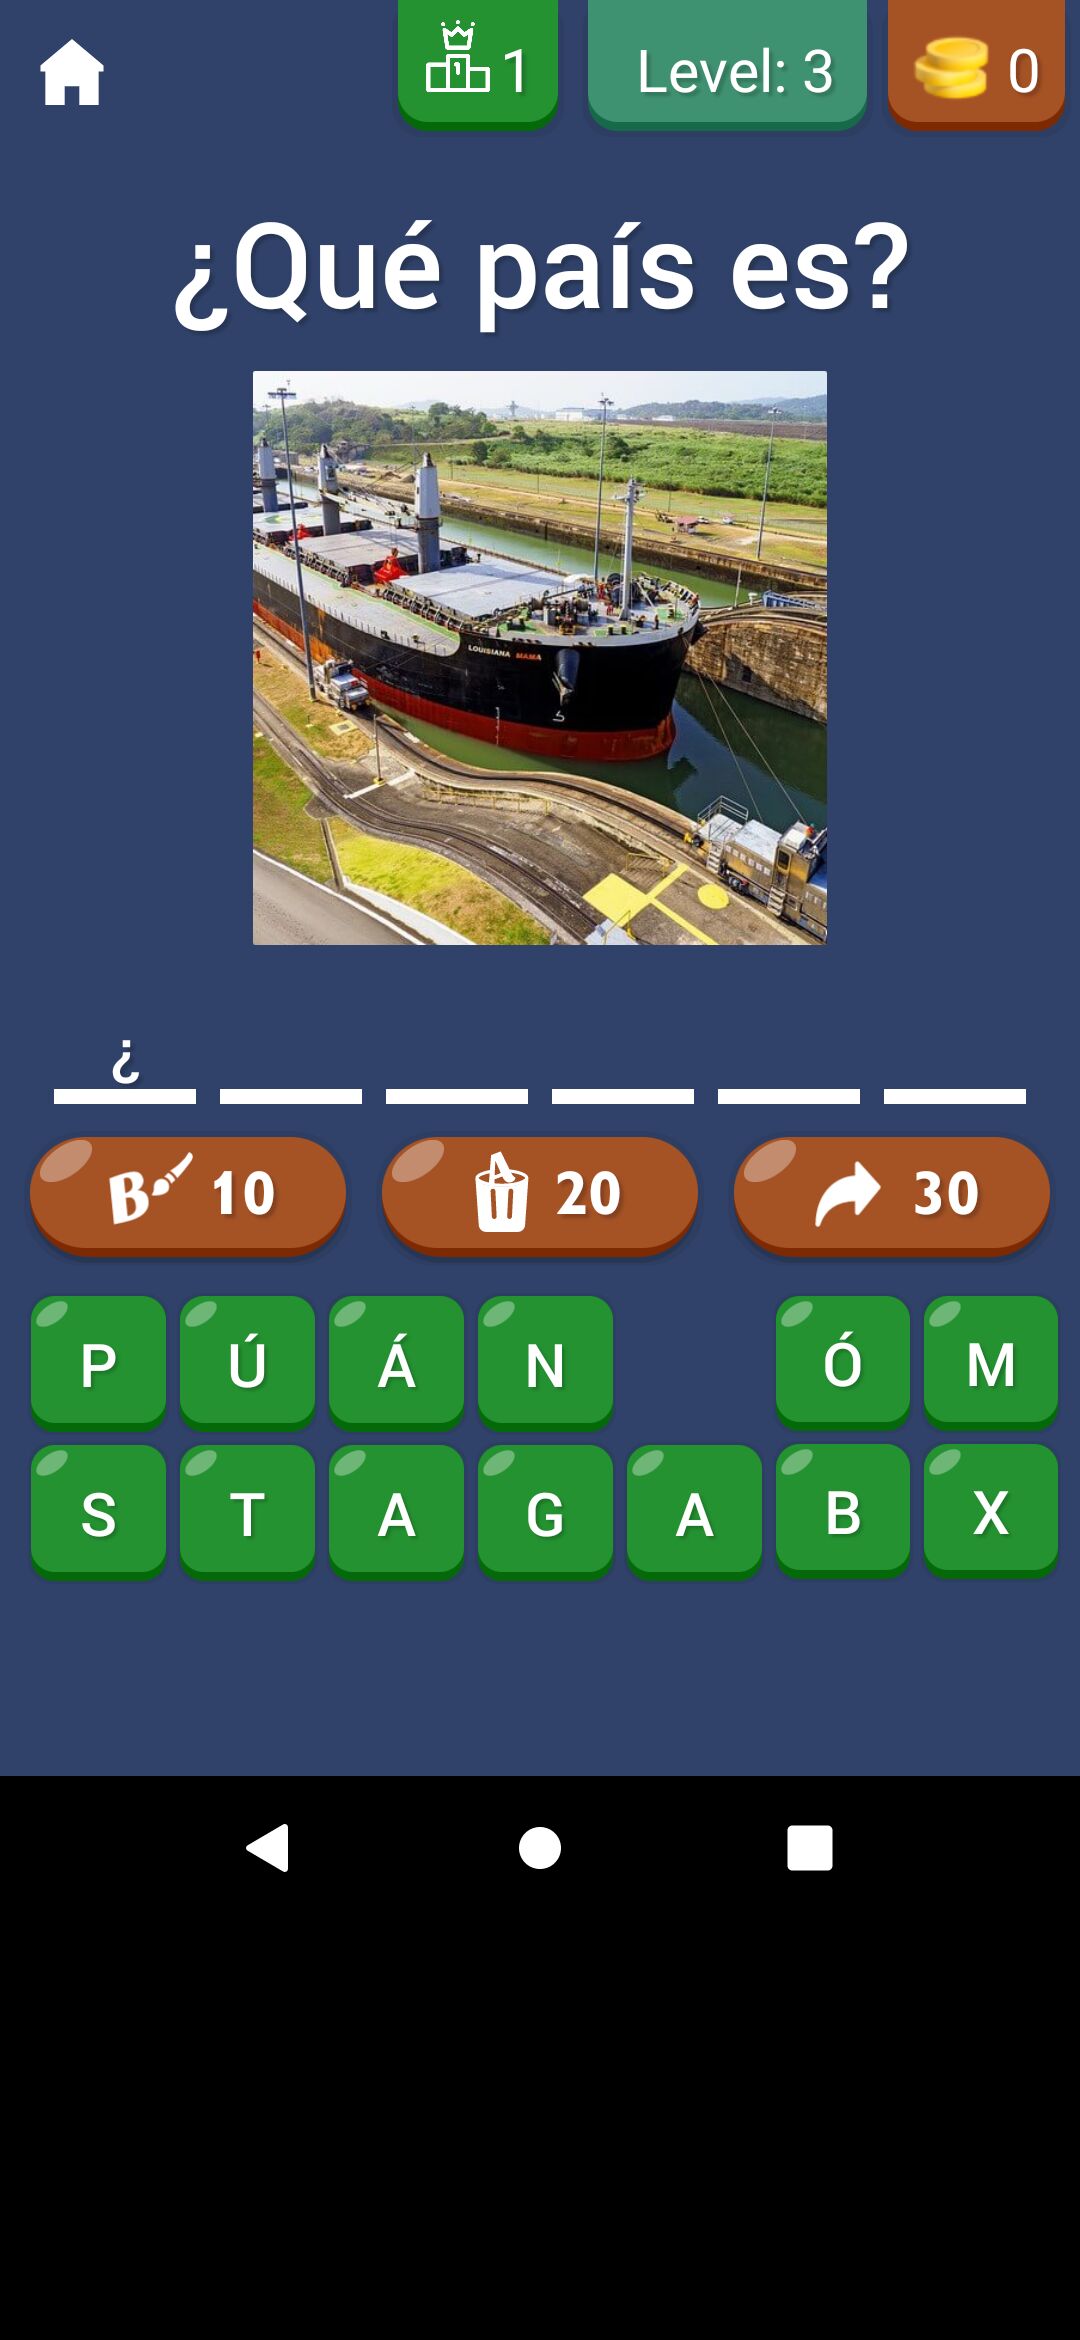 1 Level: 3 0
¿Qué país es?
LOUISIANA MAMA
¿
B 10 20 30
P Ú Á N Ó M
S T A G A B X